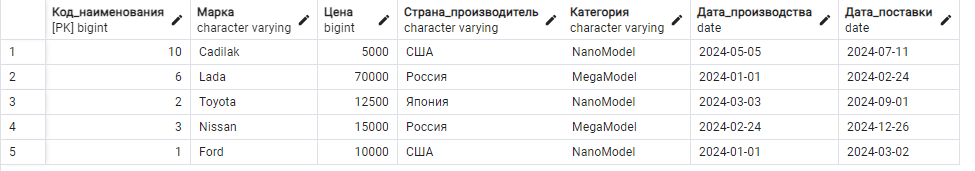 Код_наименования Марка Цена Страна_производитель Категория Дата_производства Дата_поставки
[PK] bigint character varying bigint character varying character varying date date
1 10 Cadilak 5000 США NanoModel 2024-05-05 2024-07-11
2 6 Lada 70000 Россия MegaModel 2024-01-01 2024-02-24
3 2 Toyota 12500 Япония NanoModel 2024-03-03 2024-09-01
4 3 Nissan 15000 Россия MegaModel 2024-02-24 2024-12-26
5 1 Ford 10000 США NanoModel 2024-01-01 2024-03-02